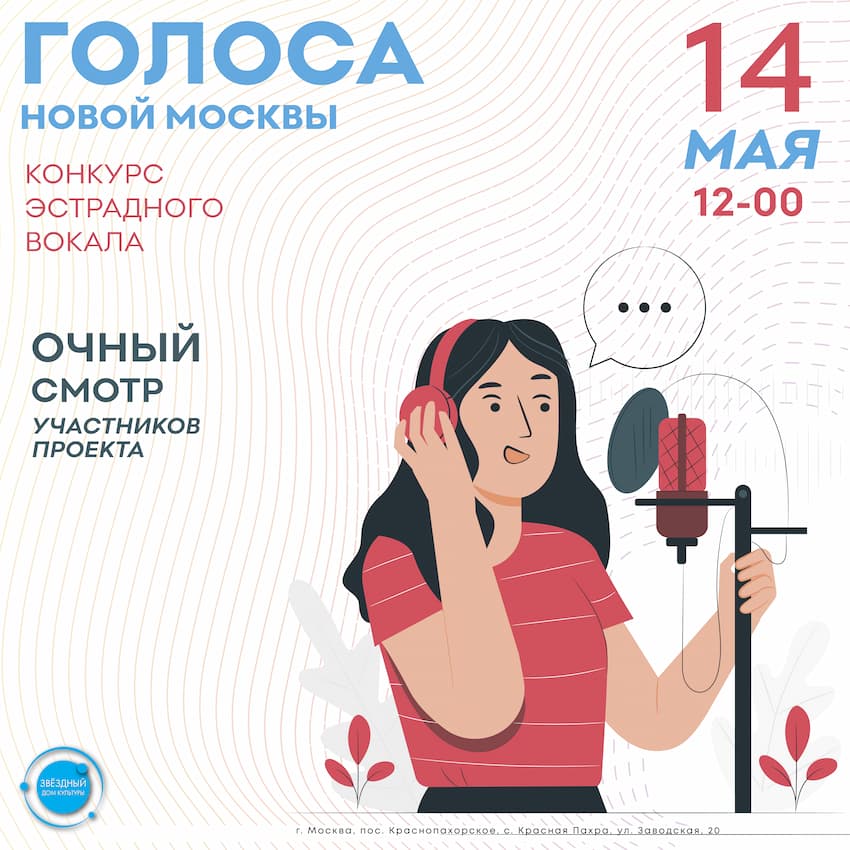 ГОЛОСА
НОВОЙ МОСКВЫ
КОНКУРС
ЭСТРАДНОГО
ВОКАЛА
14
МАЯ
12-00
ОЧНЫЙ
СМОТР
УЧАСТНИКОВ
ПРОЕКТА
ЗВЁЗДНЫЙ
ДОМ КУЛЬТУРЫ
г. Москва, пос. Краснопахорское, с. Красная Пахра, ул. Заводская, 20